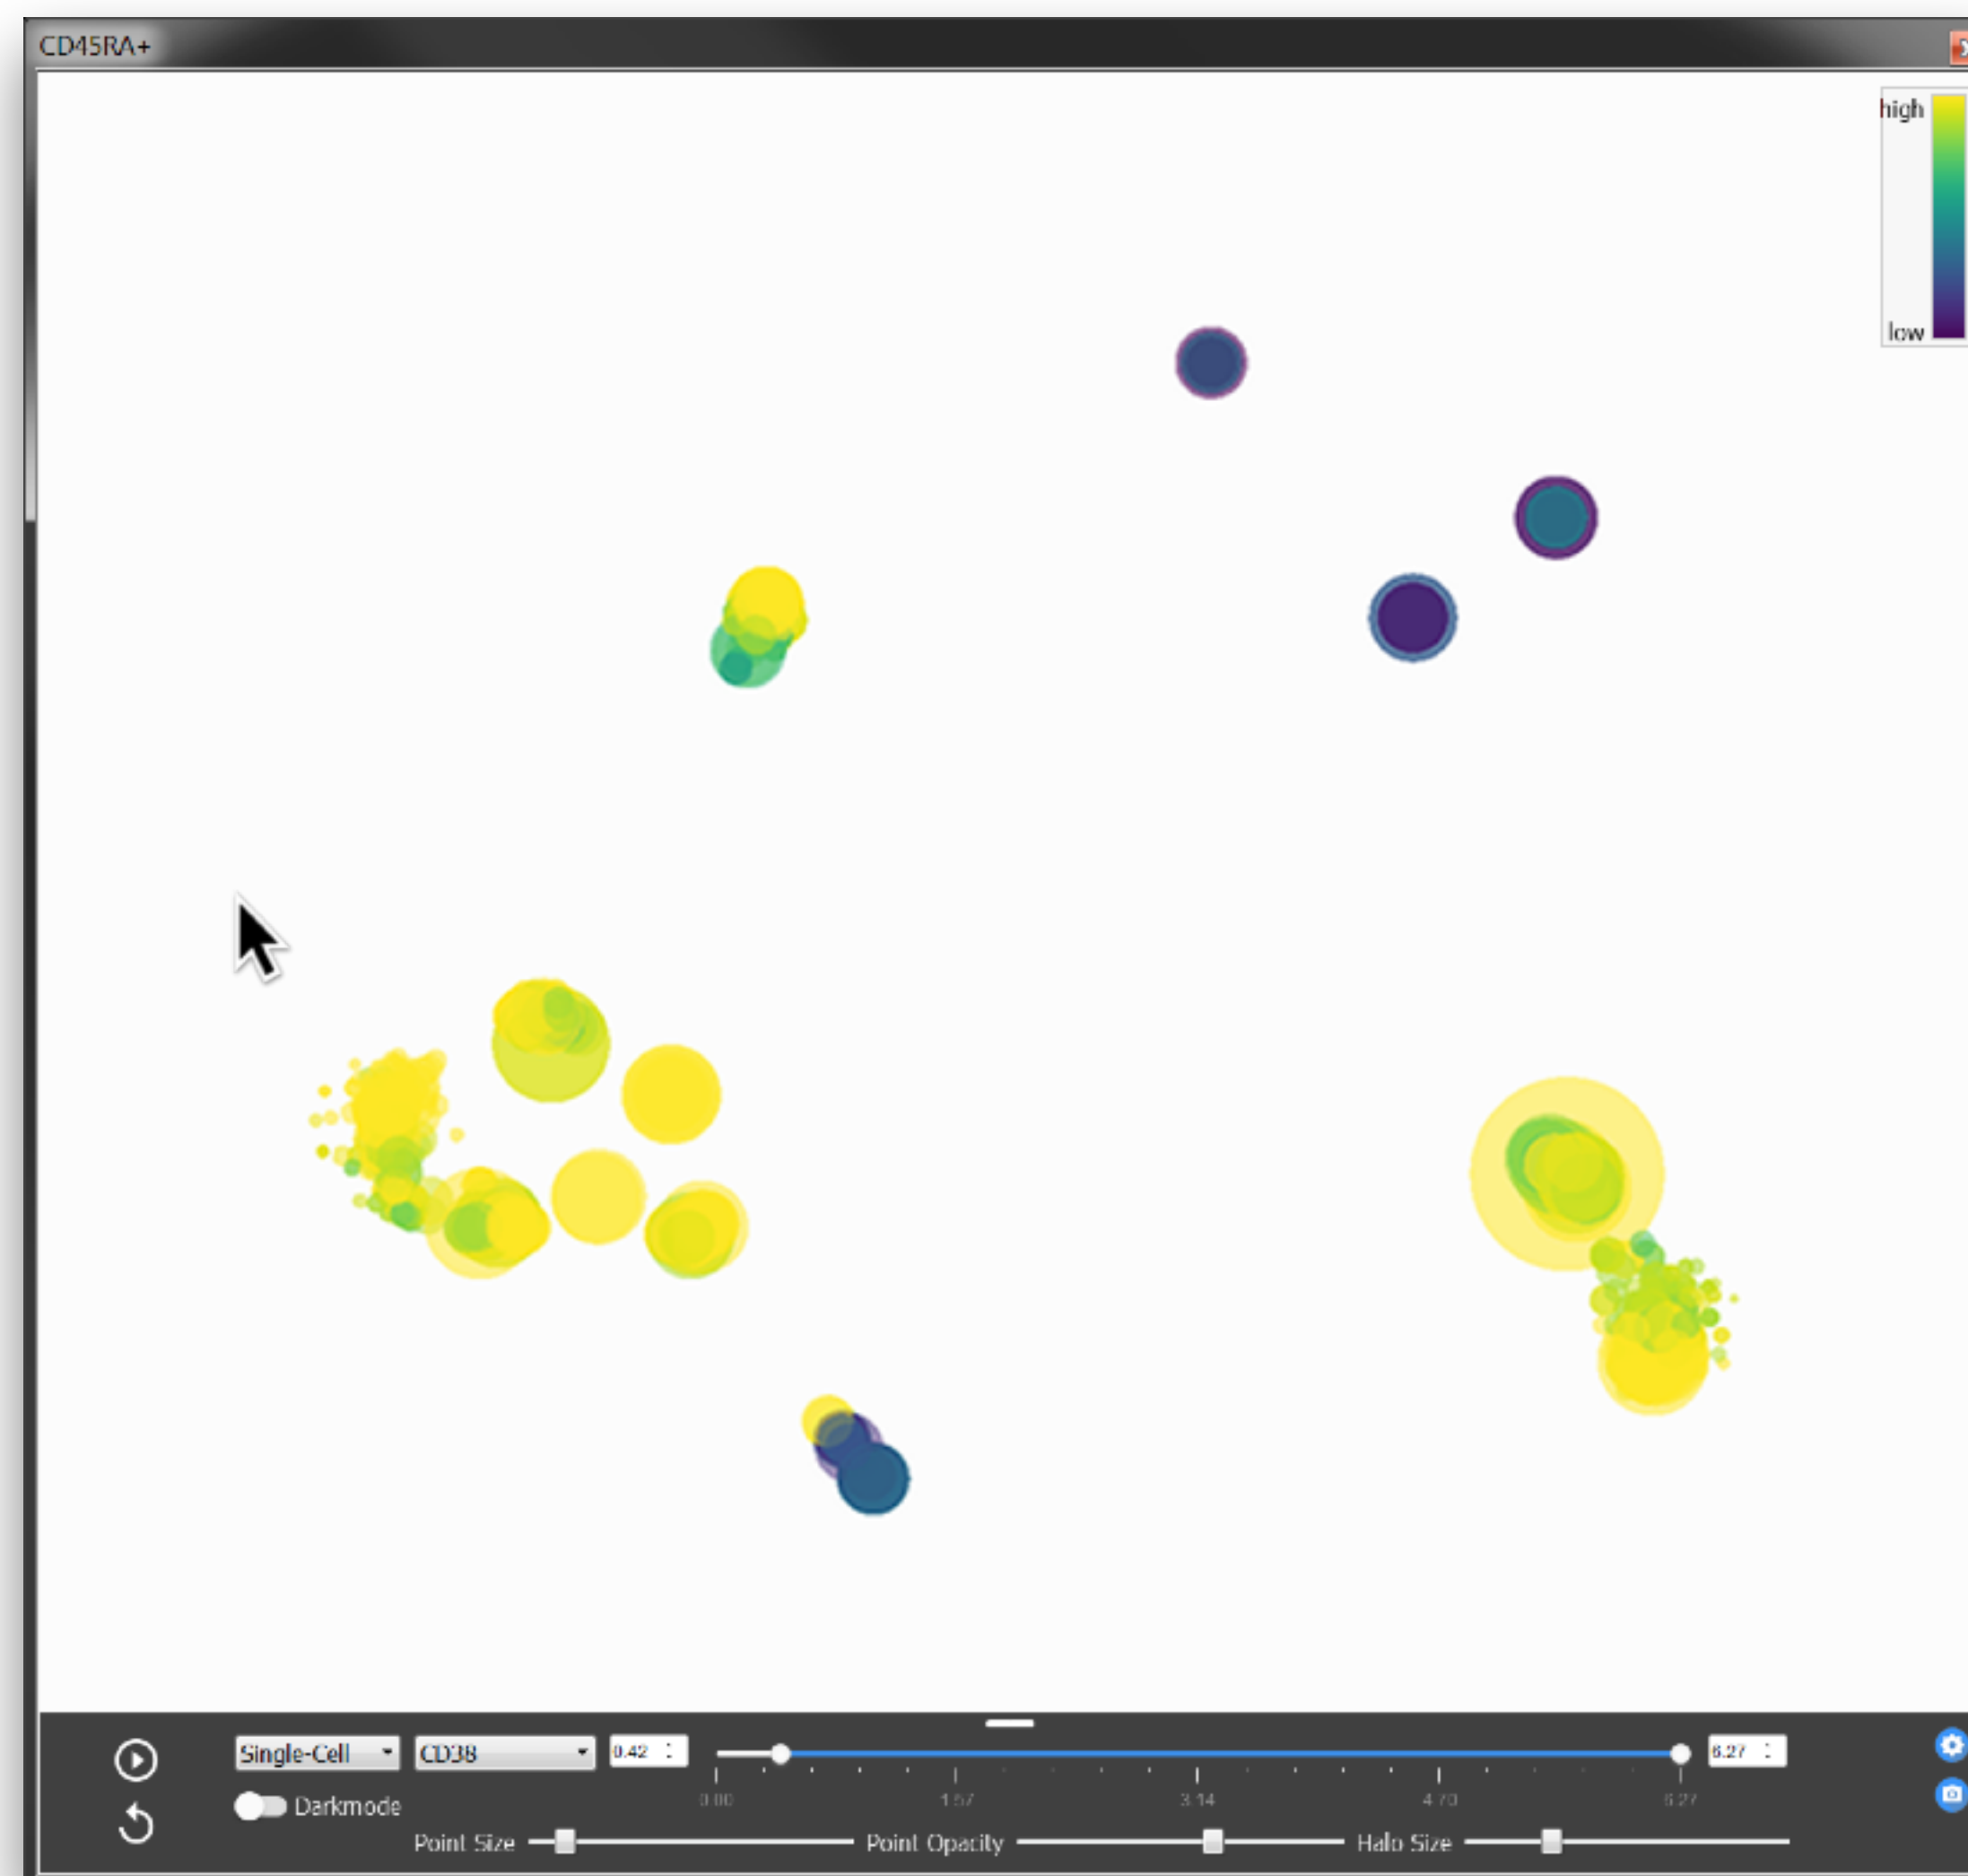 CD45RA+
high
low
Single-Cell CD38 0.42 6.27
0.00 1.57 3.14 4.70 6.27
Darkmode
Point Size Point Opacity Halo Size